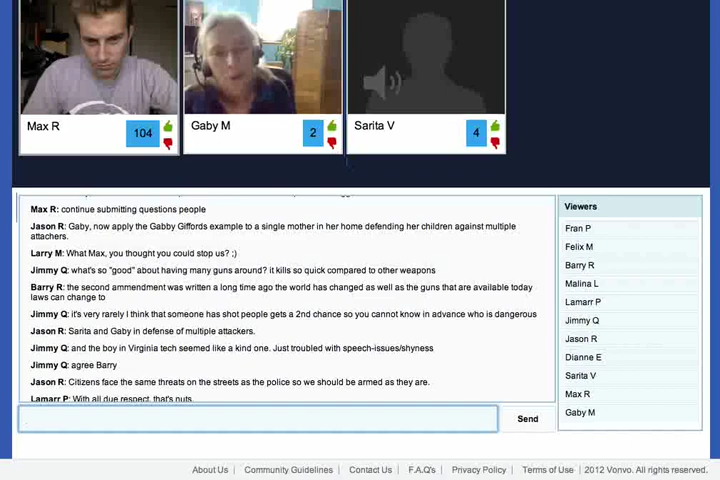 Max R
104
Gaby M
2
Sarita V
4
Max R: continue submitting questions people
Jason R: Gaby, now apply the Gabby Giffords example to a single mother in her home defending her children against multiple
attachers.
Larry M: What Max, you thought you could stop us? ;)
Jimmy Q: what's so "good" about having many guns around? it kills so quick compared to other weapons
Barry R: the second ammendment was written a long time ago the world has changed as well as the guns that are available today
laws can change to
Jimmy Q: it's very rarely I think that someone has shot people gets a 2nd chance so you cannot know in advance who is dangerous
Jason R: Sarita and Gaby in defense of multiple attackers.
Jimmy Q: and the boy in Virginia tech seemed like a kind one. Just troubled with speech-issues/shyness
Jimmy Q: agree Barry
Jason R: Citizens face the same threats on the streets as the police so we should be armed as they are.
Lamarr P: With all due respect, that's nuts.
Send
Viewers
Fran P
Felix M
Barry R
Malina L
Lamarr P
Jimmy Q
Jason R
Dianne E
Sarita V
Max R
Gaby M
About Us | Community Guidelines | Contact Us | F.A.Q's | Privacy Policy | Terms of Use | 2012 Vonvo. All rights reserved.